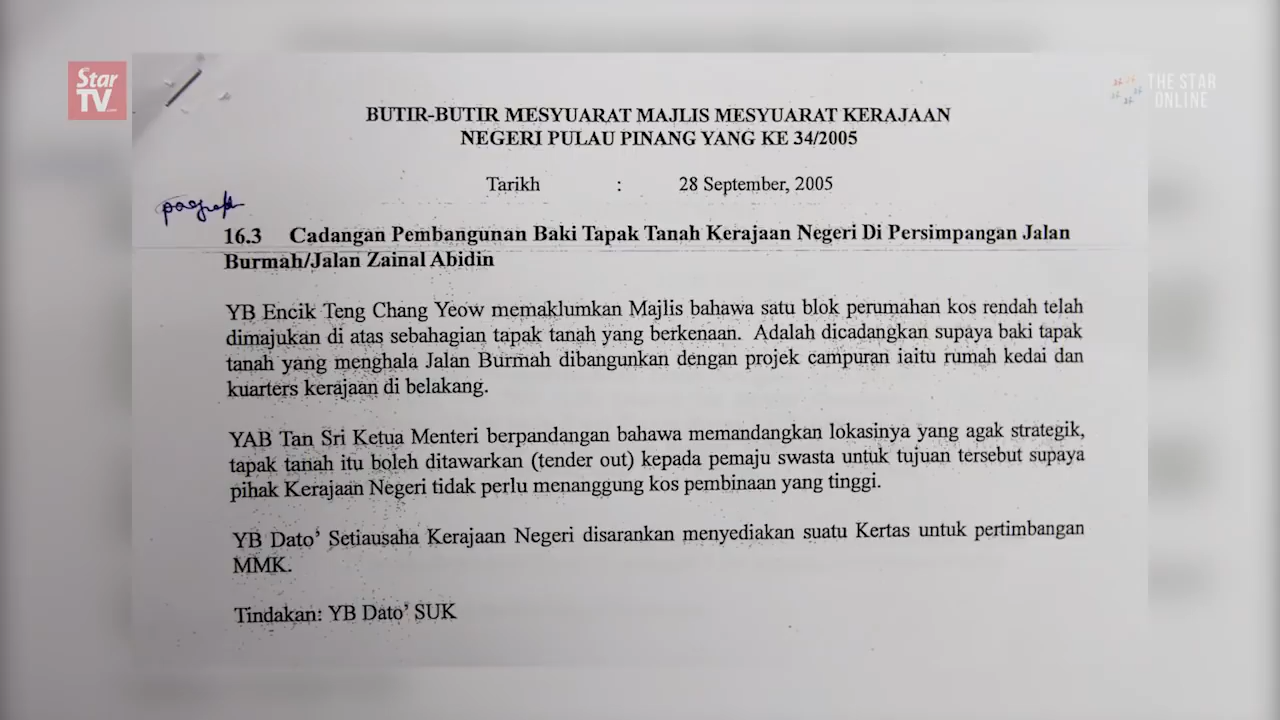 Star
TV.com
THE STAR
ONLINE
BUTIR-BUTIR MESYUARAT MAJLIS MESYUARAT KERAJAAN
NEGERI PULAU PINANG YANG KE 34/2005
Tarikh : 28 September, 2005
paragraph
16.3 Cadangan Pembangunan Baki Tapak Tanah Kerajaan Negeri Di Persimpangan Jalan
Burmah/Jalan Zainal Abidin
YB Encik Teng Chang Yeow memaklumkan Majlis bahawa satu blok perumahan kos rendah telah
dimajukan di atas sebahagian tapak tanah yang berkenaan. Adalah dicadangkan supaya baki tapak
tanah yang menghala Jalan Burmah dibangunkan dengan projek campuran iaitu rumah kedai dan
kuarters kerajaan di belakang.
YAB Tan Sri Ketua Menteri berpandangan bahawa memandangkan lokasinya yang agak strategik,
tapak tanah itu boleh ditawarkan (tender out) kepada pemaju swasta untuk tujuan tersebut supaya
pihak Kerajaan Negeri tidak perlu menanggung kos pembinaan yang tinggi.
YB Dato' Setiausaha Kerajaan Negeri disarankan menyediakan suatu Kertas untuk pertimbangan
MMK.
Tindakan: YB Dato' SUK